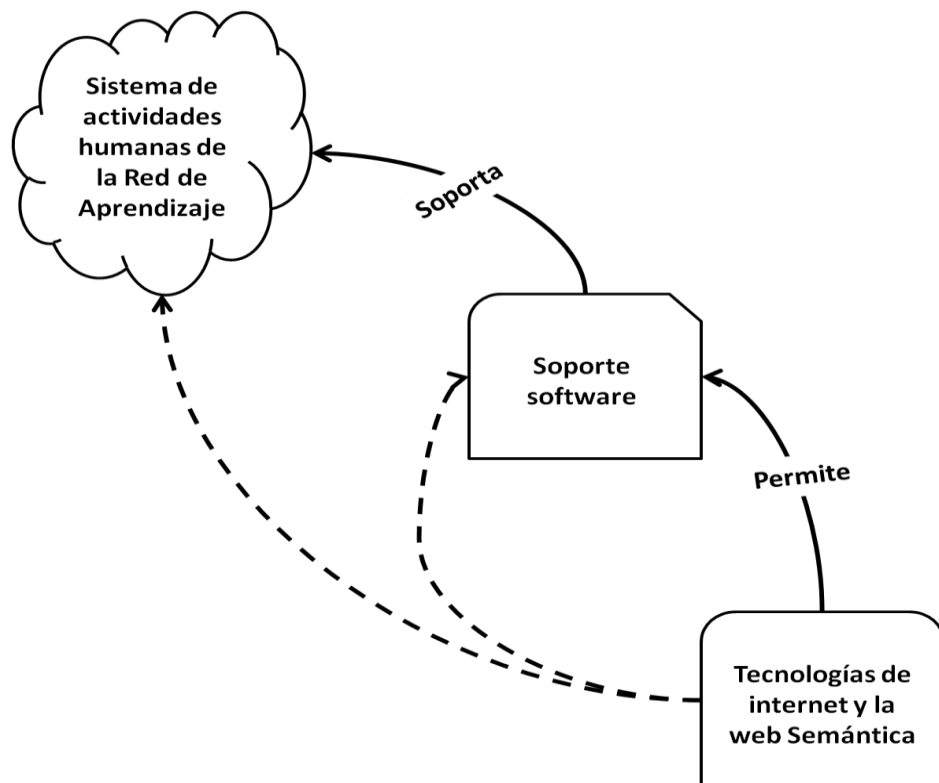 Sistema de
actividades
humanas de
la Red de
Aprendizaje
Soporta
Soporte
software
Permite
Tecnologías de
internet y la
web Semántica